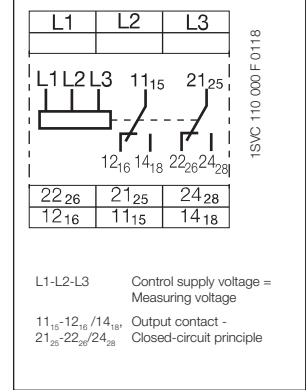 L1 L2 L3
L1 L2 L3 11₁₅ 21₂₅
12₁₆ 14₁₈ 22₂₆ 24₂₈
22₂₆ 21₂₅ 24₂₈
12₁₆ 11₁₅ 14₁₈
1SVC 110 000 F 0118
L1-L2-L3 Control supply voltage =
Measuring voltage
11₁₅-12₁₆/14₁₈, Output contact -
21₂₅-22₂₆/24₂₈ Closed-circuit principle